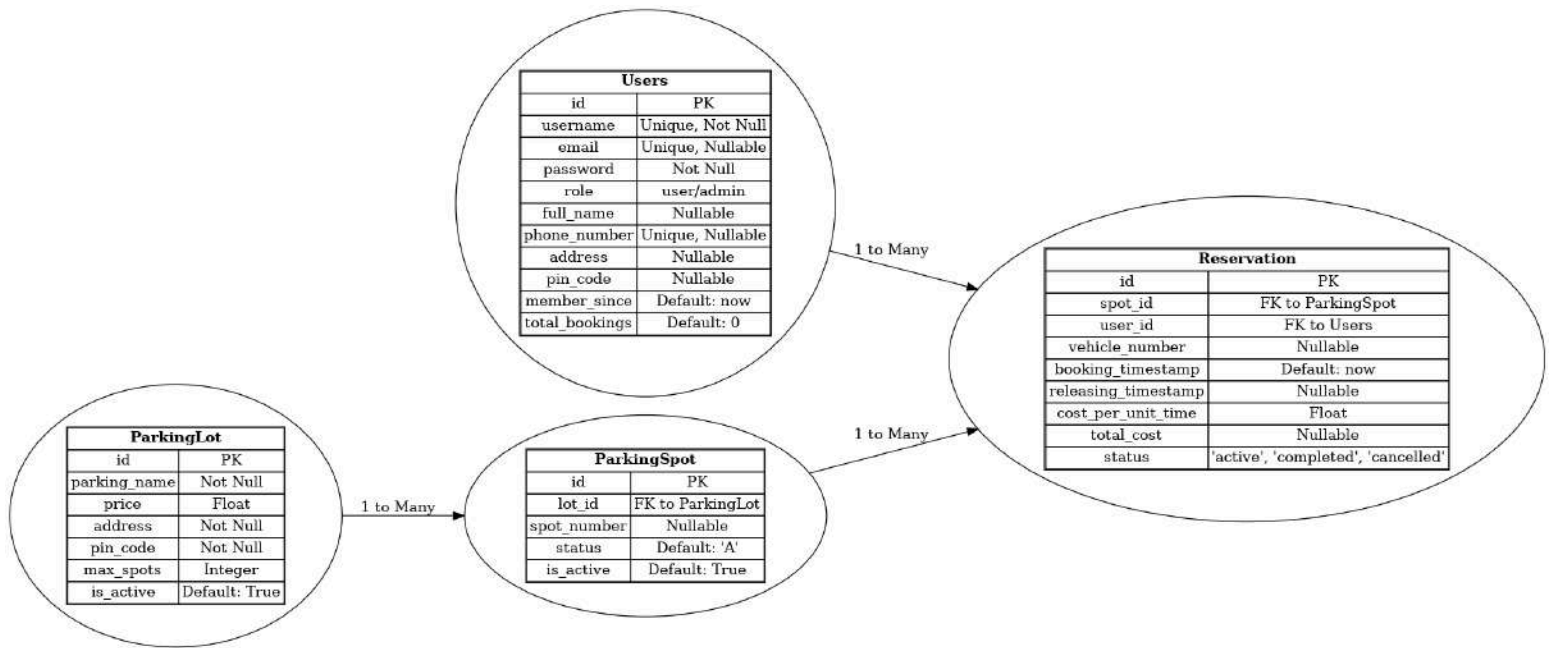 Users
id PK
username Unique, Not Null
email Unique, Nullable
password Not Null
role user/admin
full_name Nullable
phone_number Unique, Nullable
address Nullable
pin_code Nullable
member_since Default: now
total_bookings Default: 0
1 to Many
Reservation
id PK
spot_id FK to ParkingSpot
user_id FK to Users
vehicle_number Nullable
booking_timestamp Default: now
releasing_timestamp Nullable
cost_per_unit_time Float
total_cost Nullable
status 'active', 'completed', 'cancelled'
ParkingLot
id PK
parking_name Not Null
price Float
address Not Null
pin_code Not Null
max_spots Integer
is_active Default: True
1 to Many
ParkingSpot
id PK
lot_id FK to ParkingLot
spot_number Nullable
status Default: 'A'
is_active Default: True
1 to Many